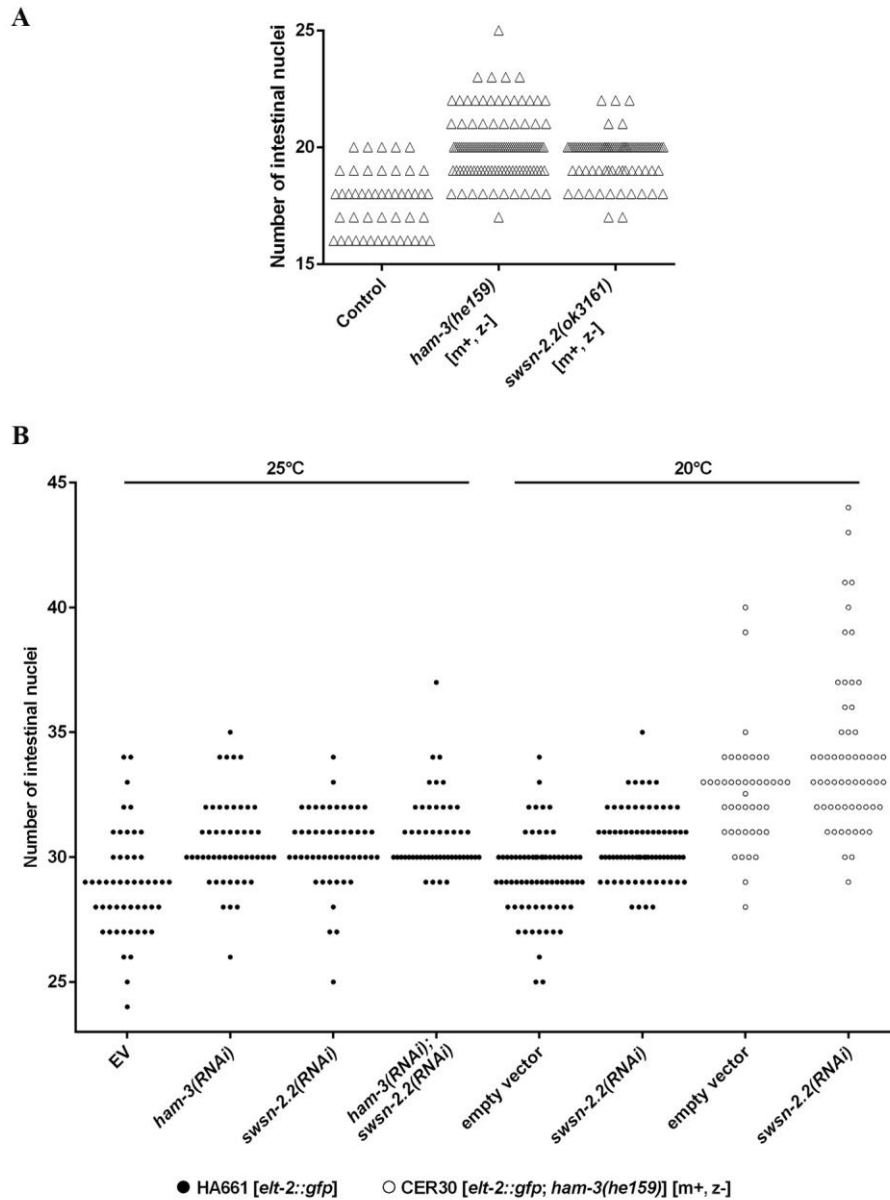 A
Number of intestinal nuclei
25
20
15
Control
ham-3(he159)
[m+, z-]
swsn-2.2(ok3161)
[m+, z-]
B
25°C
20°C
Number of intestinal nuclei
45
40
35
30
25
EV
ham-3(RNAi)
swsn-2.2(RNAi)
ham-3(RNAi);
swsn-2.2(RNAi)
empty vector
swsn-2.2(RNAi)
empty vector
swsn-2.2(RNAi)
HA661 [elt-2::gfp]
CER30 [elt-2::gfp; ham-3(he159)] [m+, z-]